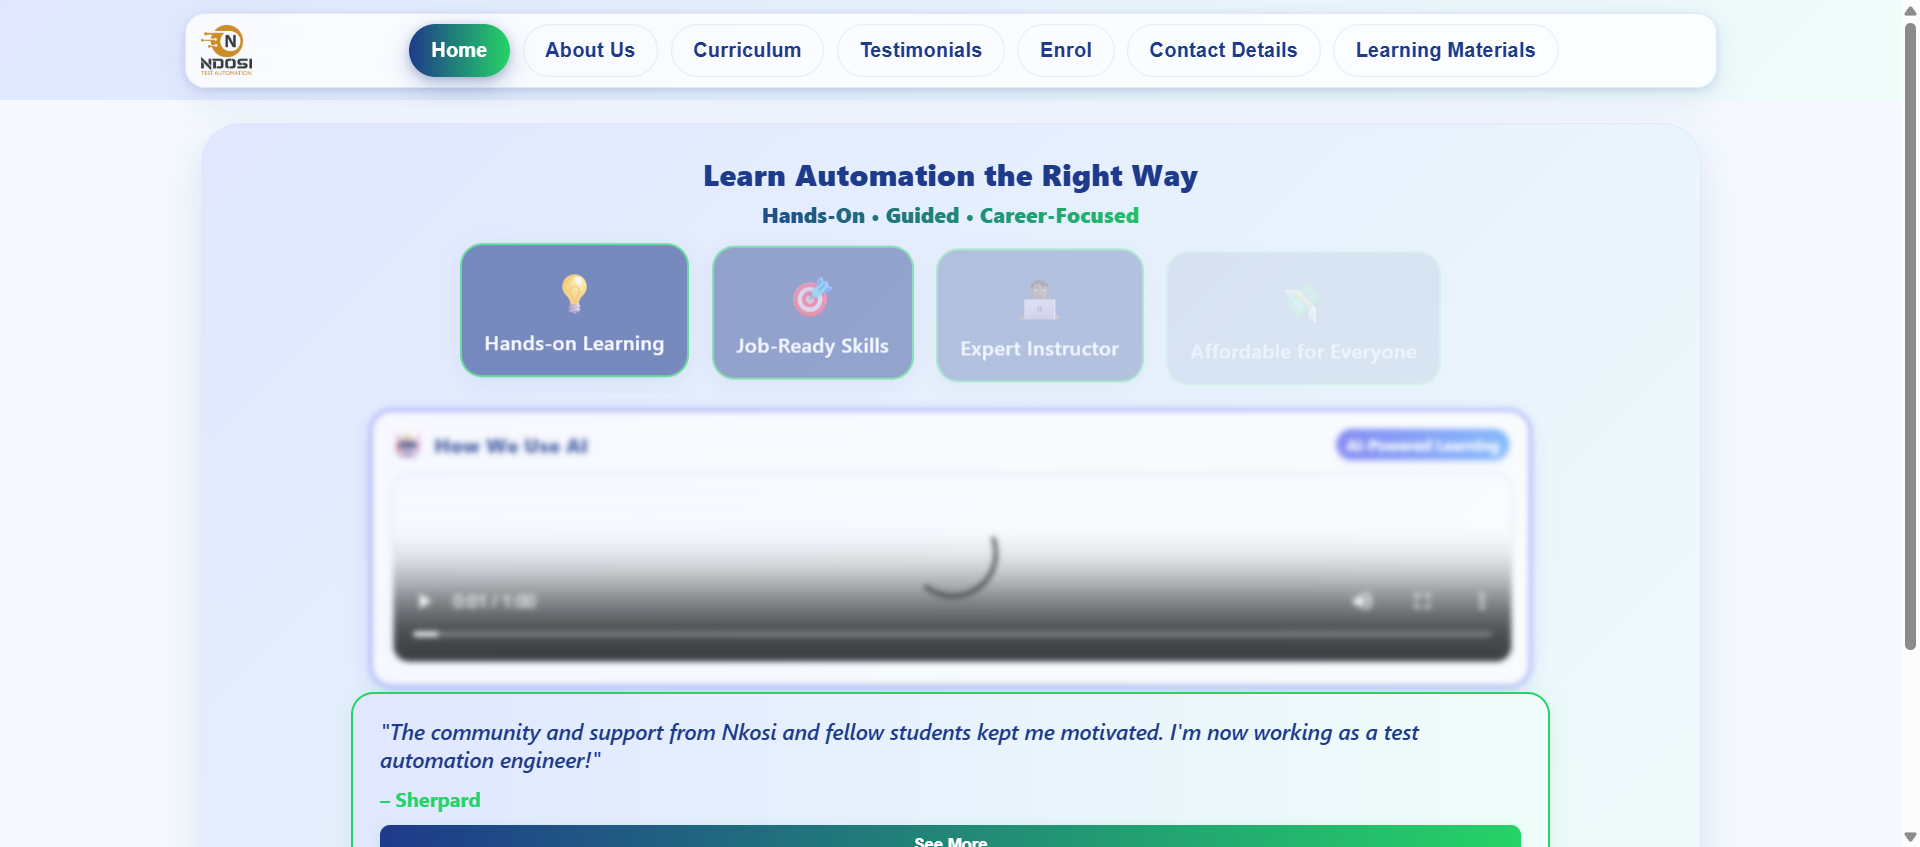 N
NDOSI
TEST AUTOMATION
Home
About Us
Curriculum
Testimonials
Enrol
Contact Details
Learning Materials
Learn Automation the Right Way
Hands-On • Guided • Career-Focused
Hands-on Learning
Job-Ready Skills
Expert Instructor
Affordable for Everyone
How We Use AI
AI-Powered Learning
0:01 / 1:00
"The community and support from Nkosi and fellow students kept me motivated. I'm now working as a test
automation engineer!"
– Sherpard
See More